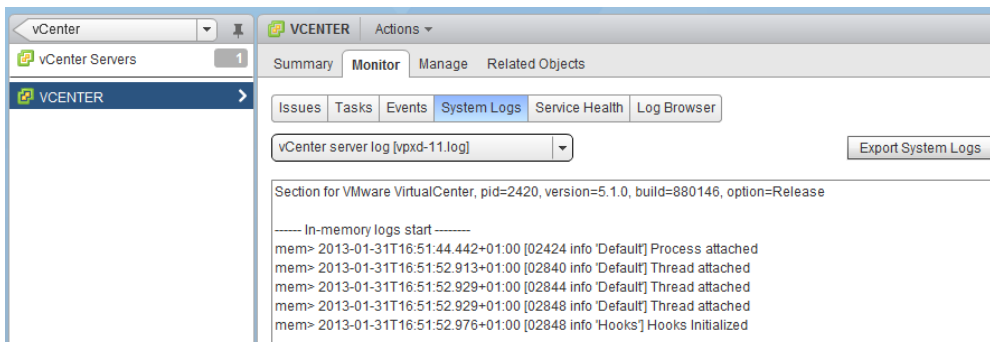 vCenter
vCenter Servers 1
VCENTER
VCENTER Actions
Summary Monitor Manage Related Objects
Issues Tasks Events System Logs Service Health Log Browser
vCenter server log [vpxd-11.log] Export System Logs
Section for VMware VirtualCenter, pid=2420, version=5.1.0, build=880146, option=Release
------ In-memory logs start --------
mem> 2013-01-31T16:51:44.442+01:00 [02424 info 'Default'] Process attached
mem> 2013-01-31T16:51:52.913+01:00 [02840 info 'Default'] Thread attached
mem> 2013-01-31T16:51:52.929+01:00 [02844 info 'Default'] Thread attached
mem> 2013-01-31T16:51:52.929+01:00 [02848 info 'Default'] Thread attached
mem> 2013-01-31T16:51:52.976+01:00 [02848 info 'Hooks'] Hooks Initialized